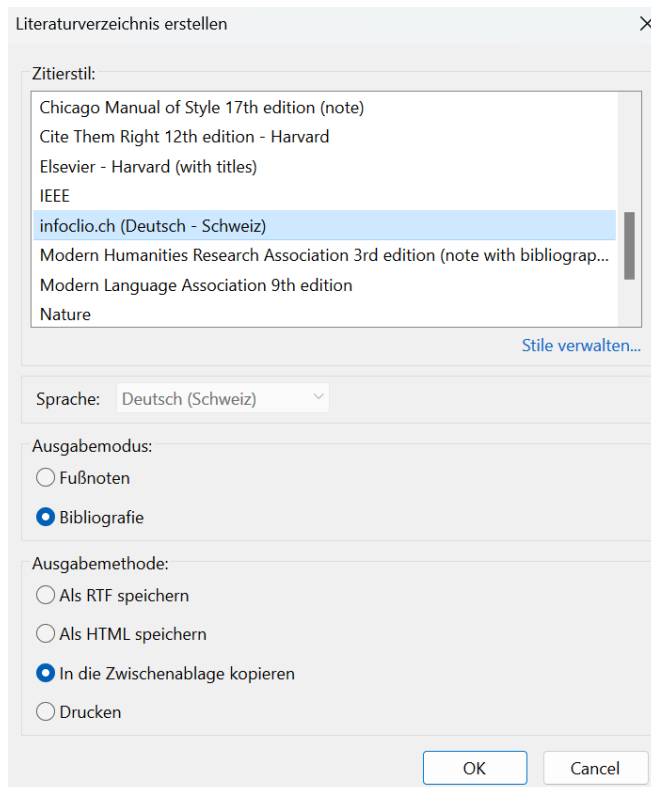 Literaturverzeichnis erstellen
Zitierstil:
Chicago Manual of Style 17th edition (note)
Cite Them Right 12th edition - Harvard
Elsevier - Harvard (with titles)
IEEE
infoclio.ch (Deutsch - Schweiz)
Modern Humanities Research Association 3rd edition (note with bibliograp...
Modern Language Association 9th edition
Nature
Stile verwalten...
Sprache: Deutsch (Schweiz)
Ausgabemodus:
Fußnoten
Bibliografie
Ausgabemethode:
Als RTF speichern
Als HTML speichern
In die Zwischenablage kopieren
Drucken
OK Cancel